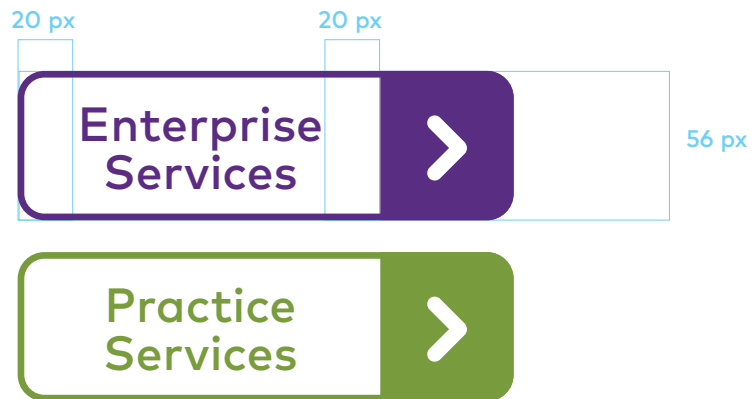 20 px 20 px
Enterprise
Services
56 px
Practice
Services